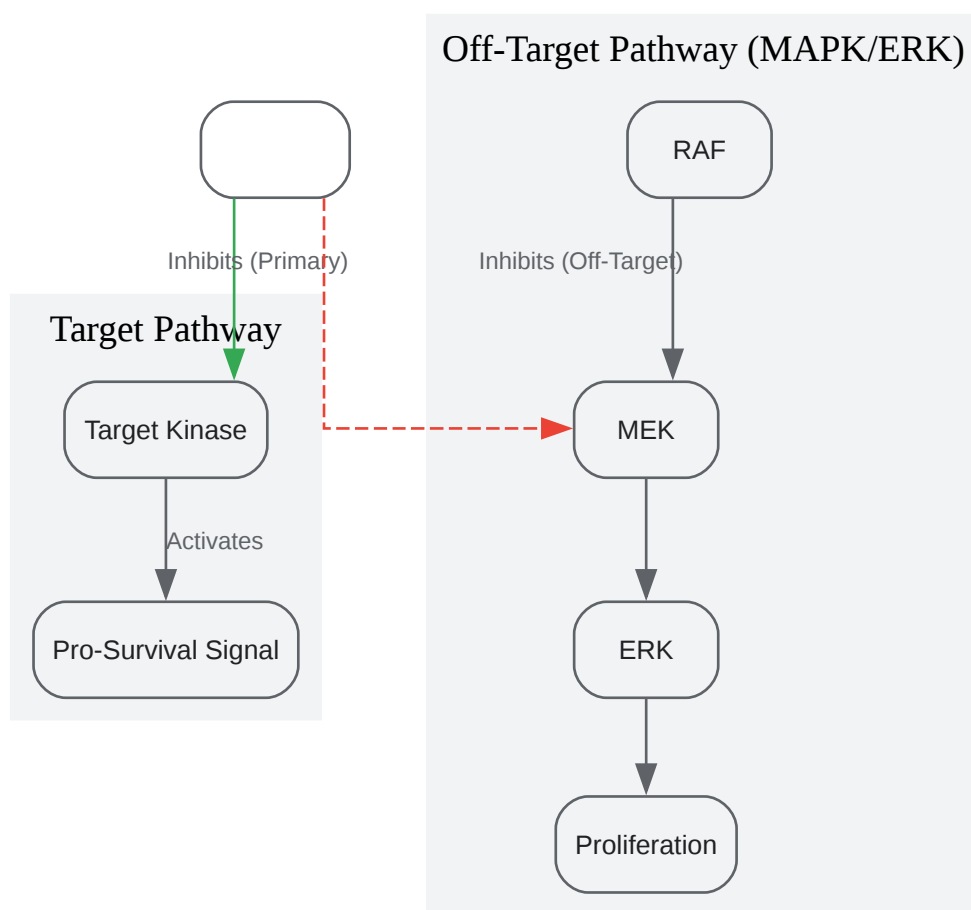 Off-Target Pathway (MAPK/ERK)
RAF
Inhibits (Primary)
Inhibits (Off-Target)
Target Pathway
Target Kinase
MEK
Activates
Pro-Survival Signal
ERK
Proliferation